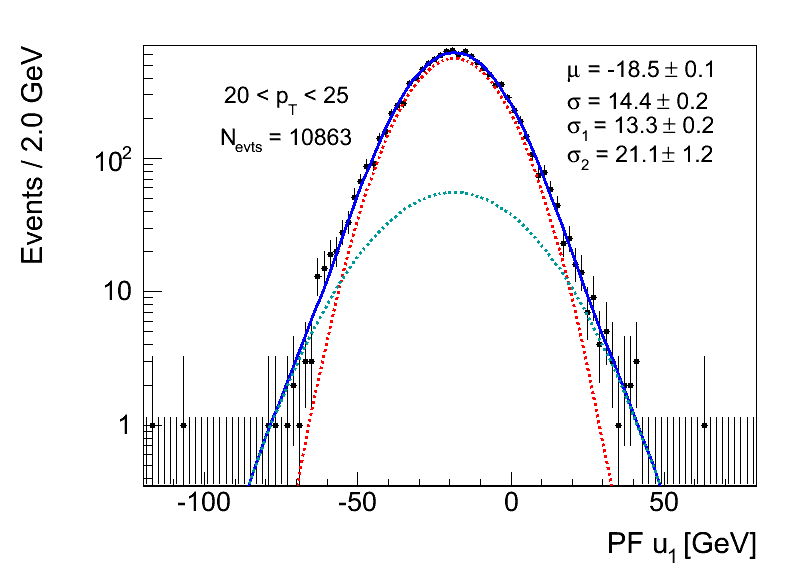 Events / 2.0 GeV
20 < p_T < 25
N_evts = 10863
μ = -18.5 ± 0.1
σ = 14.4 ± 0.2
σ_1 = 13.3 ± 0.2
σ_2 = 21.1 ± 1.2
10^2
10
1
-100 -50 0 50
PF u_1 [GeV]